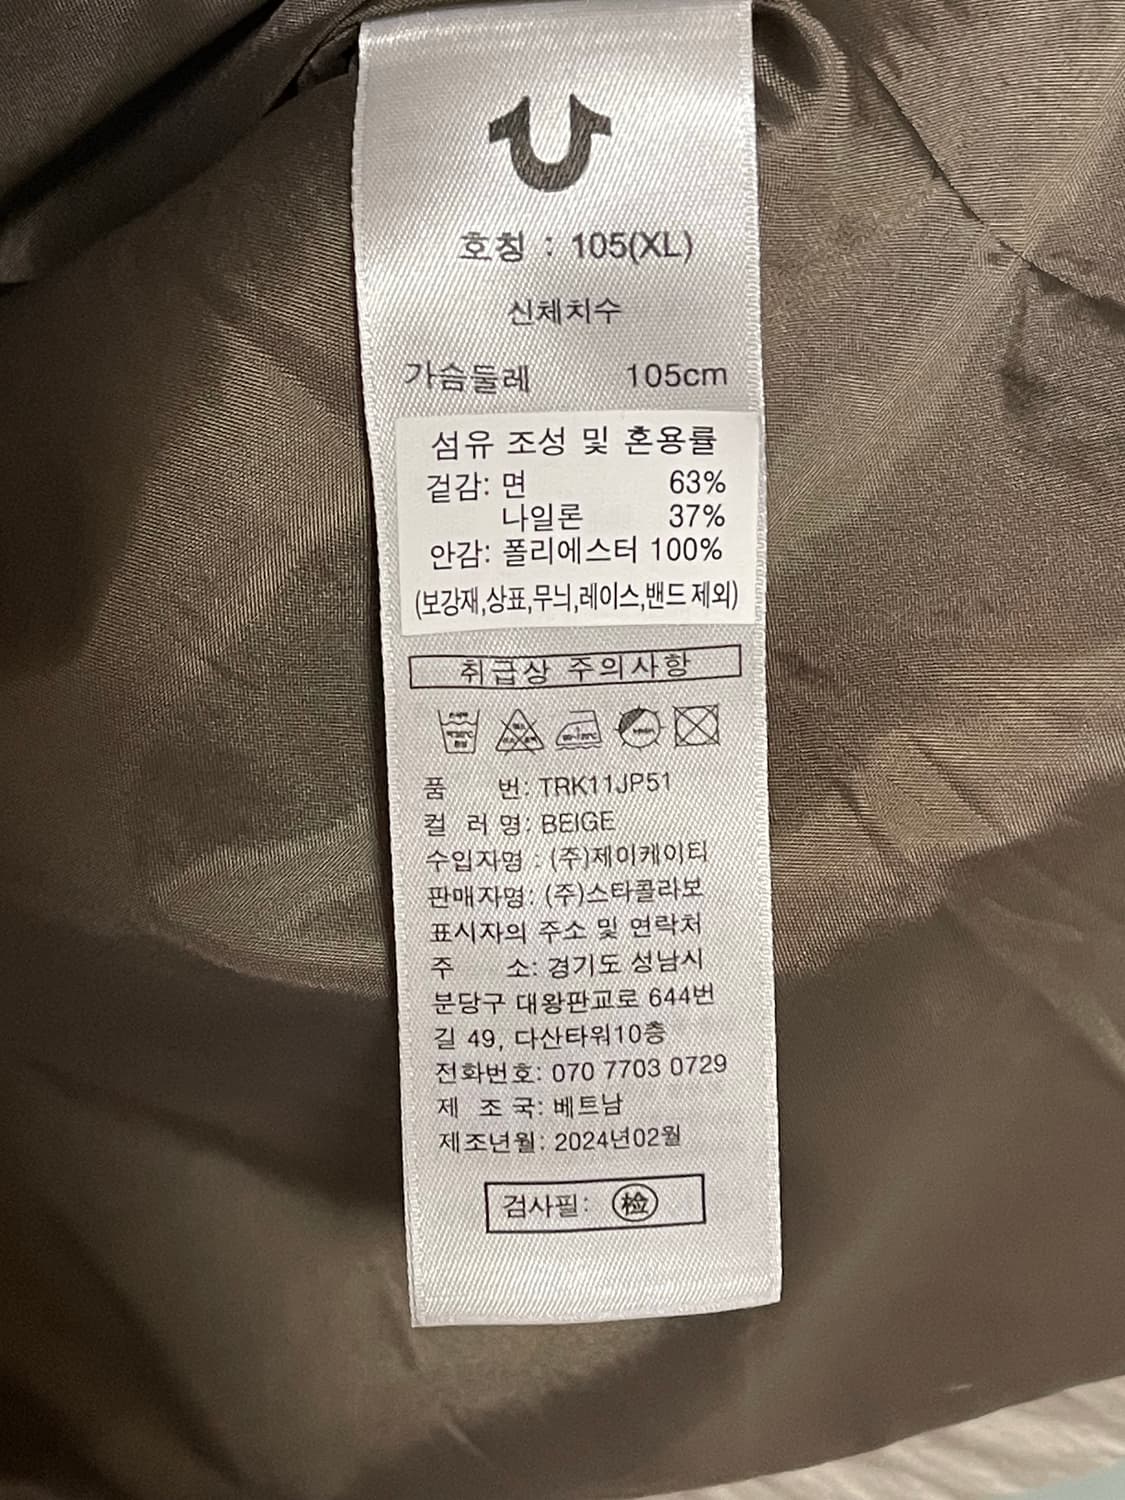 호칭 : 105(XL)
신체치수
가슴둘레 105cm
섬유 조성 및 혼용률
겉감: 면 63%
나일론 37%
안감: 폴리에스터 100%
(보강재,상표,무늬,레이스,밴드 제외)
취급상 주의사항
품 번: TRK11JP51
컬 러 명: BEIGE
수입자명 : (주)제이케이티
판매자명: (주)스타콜라보
표시자의 주소 및 연락처
주 소: 경기도 성남시
분당구 대왕판교로 644번
길 49, 다산타워10층
전화번호: 070 7703 0729
제 조 국: 베트남
제조년월: 2024년02월
검사필: 检